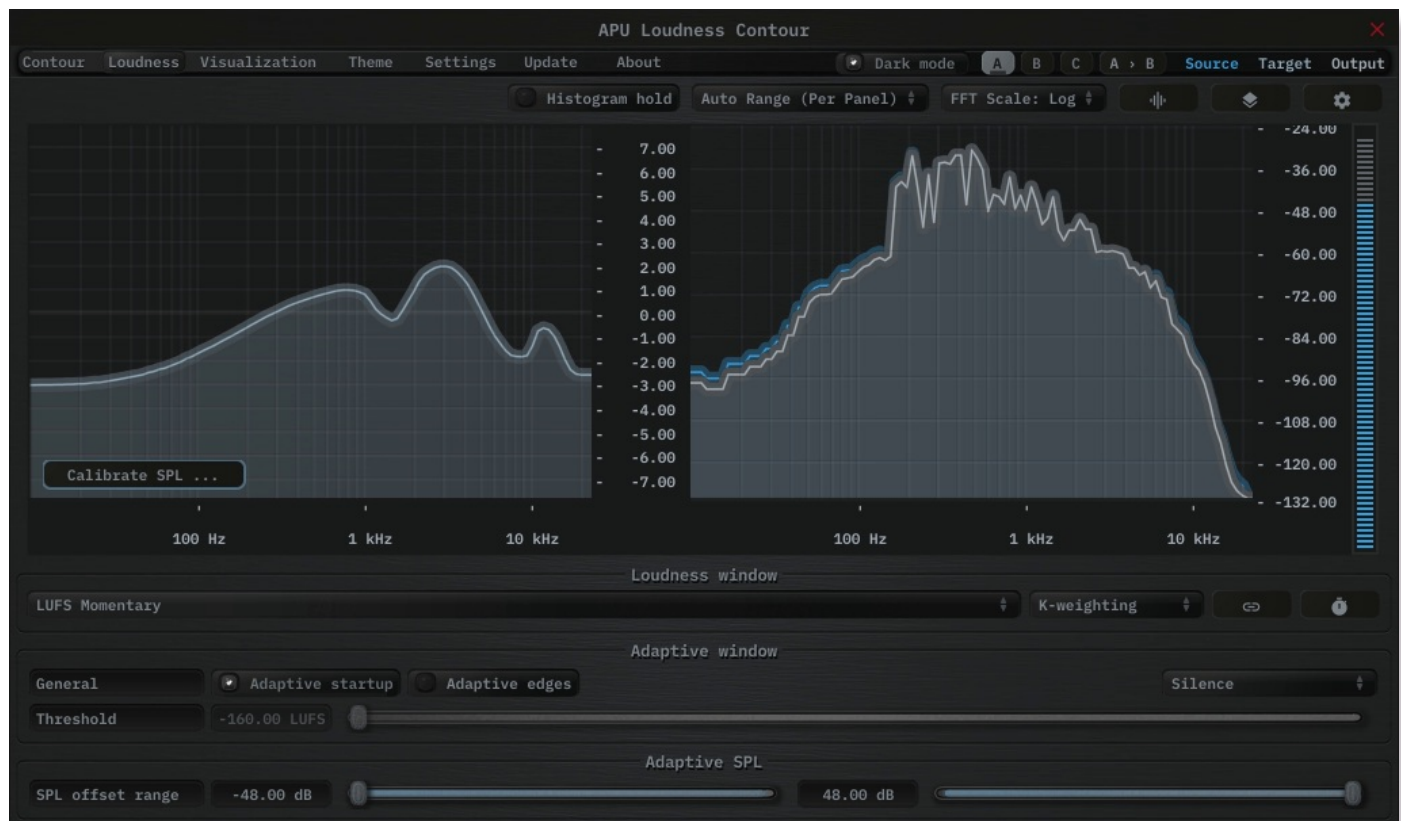 APU Loudness Contour
Contour Loudness Visualization Theme Settings Update About Dark mode A B C A › B Source Target Output
Histogram hold Auto Range (Per Panel) FFT Scale: Log
7.00
6.00
5.00
4.00
3.00
2.00
1.00
0.00
-1.00
-2.00
-3.00
-4.00
-5.00
-6.00
-7.00
Calibrate SPL ...
100 Hz 1 kHz 10 kHz
-24.00
-36.00
-48.00
-60.00
-72.00
-84.00
-96.00
-108.00
-120.00
-132.00
100 Hz 1 kHz 10 kHz
Loudness window
LUFS Momentary K-weighting
Adaptive window
General Adaptive startup Adaptive edges Silence
Threshold -160.00 LUFS
Adaptive SPL
SPL offset range -48.00 dB 48.00 dB